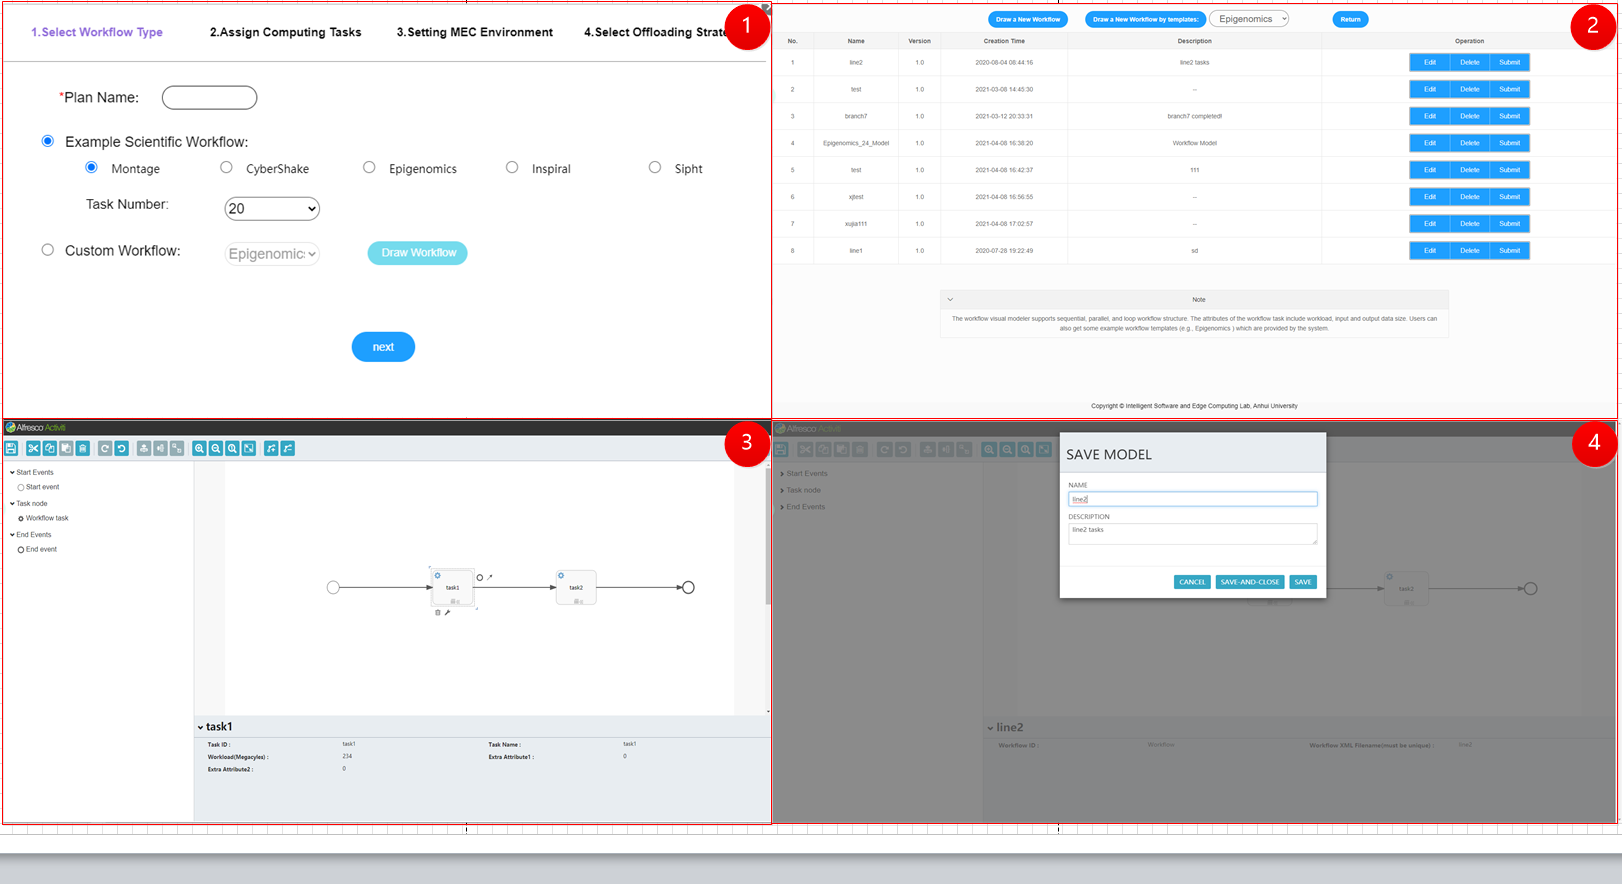 1.Select Workflow Type 2.Assign Computing Tasks 3.Setting MEC Environment 4.Select Offloading Strate
1
*Plan Name:
Example Scientific Workflow:
Montage CyberShake Epigenomics Inspiral Sipht
Task Number: 20
Custom Workflow: Epigenomic: Draw Workflow
next
Draw a New Workflow Draw a New Workflow by templates: Epigenomics Return
2
No. Name Version Creation Time Description Operation
1 line2 1.0 2020-08-04 08:44:16 line2 tasks Edit Delete Submit
2 test 1.0 2021-03-08 14:45:30 -- Edit Delete Submit
3 branch7 1.0 2021-03-12 20:33:31 branch7 completed! Edit Delete Submit
4 Epigenomics_24_Model 1.0 2021-04-08 16:38:20 Workflow Model Edit Delete Submit
5 test 1.0 2021-04-08 16:42:37 111 Edit Delete Submit
6 xjtest 1.0 2021-04-08 16:56:55 -- Edit Delete Submit
7 xujia111 1.0 2021-04-08 17:02:57 -- Edit Delete Submit
8 line1 1.0 2020-07-28 19:22:49 sd Edit Delete Submit
Note
The workflow visual modeler supports sequential, parallel, and loop workflow structure. The attributes of the workflow task include workload, input and output data size. Users can
also get some example workflow templates (e.g., Epigenomics ) which are provided by the system.
Copyright © Intelligent Software and Edge Computing Lab, Anhui University
Alfresco Activiti
3
Start Events
Start event
Task node
Workflow task
End Events
End event
task1 task2
task1
Task ID : task1 Task Name : task1
Workload(Megacyles) : 234 Extra Attribute1 : 0
Extra Attribute2 : 0
Alfresco Activiti
4
Start Events
Task node
End Events
SAVE MODEL
NAME
line2
DESCRIPTION
line2 tasks
CANCEL SAVE-AND-CLOSE SAVE
task2
line2
Workflow ID : Workflow Workflow XML Filename(must be unique) : line2